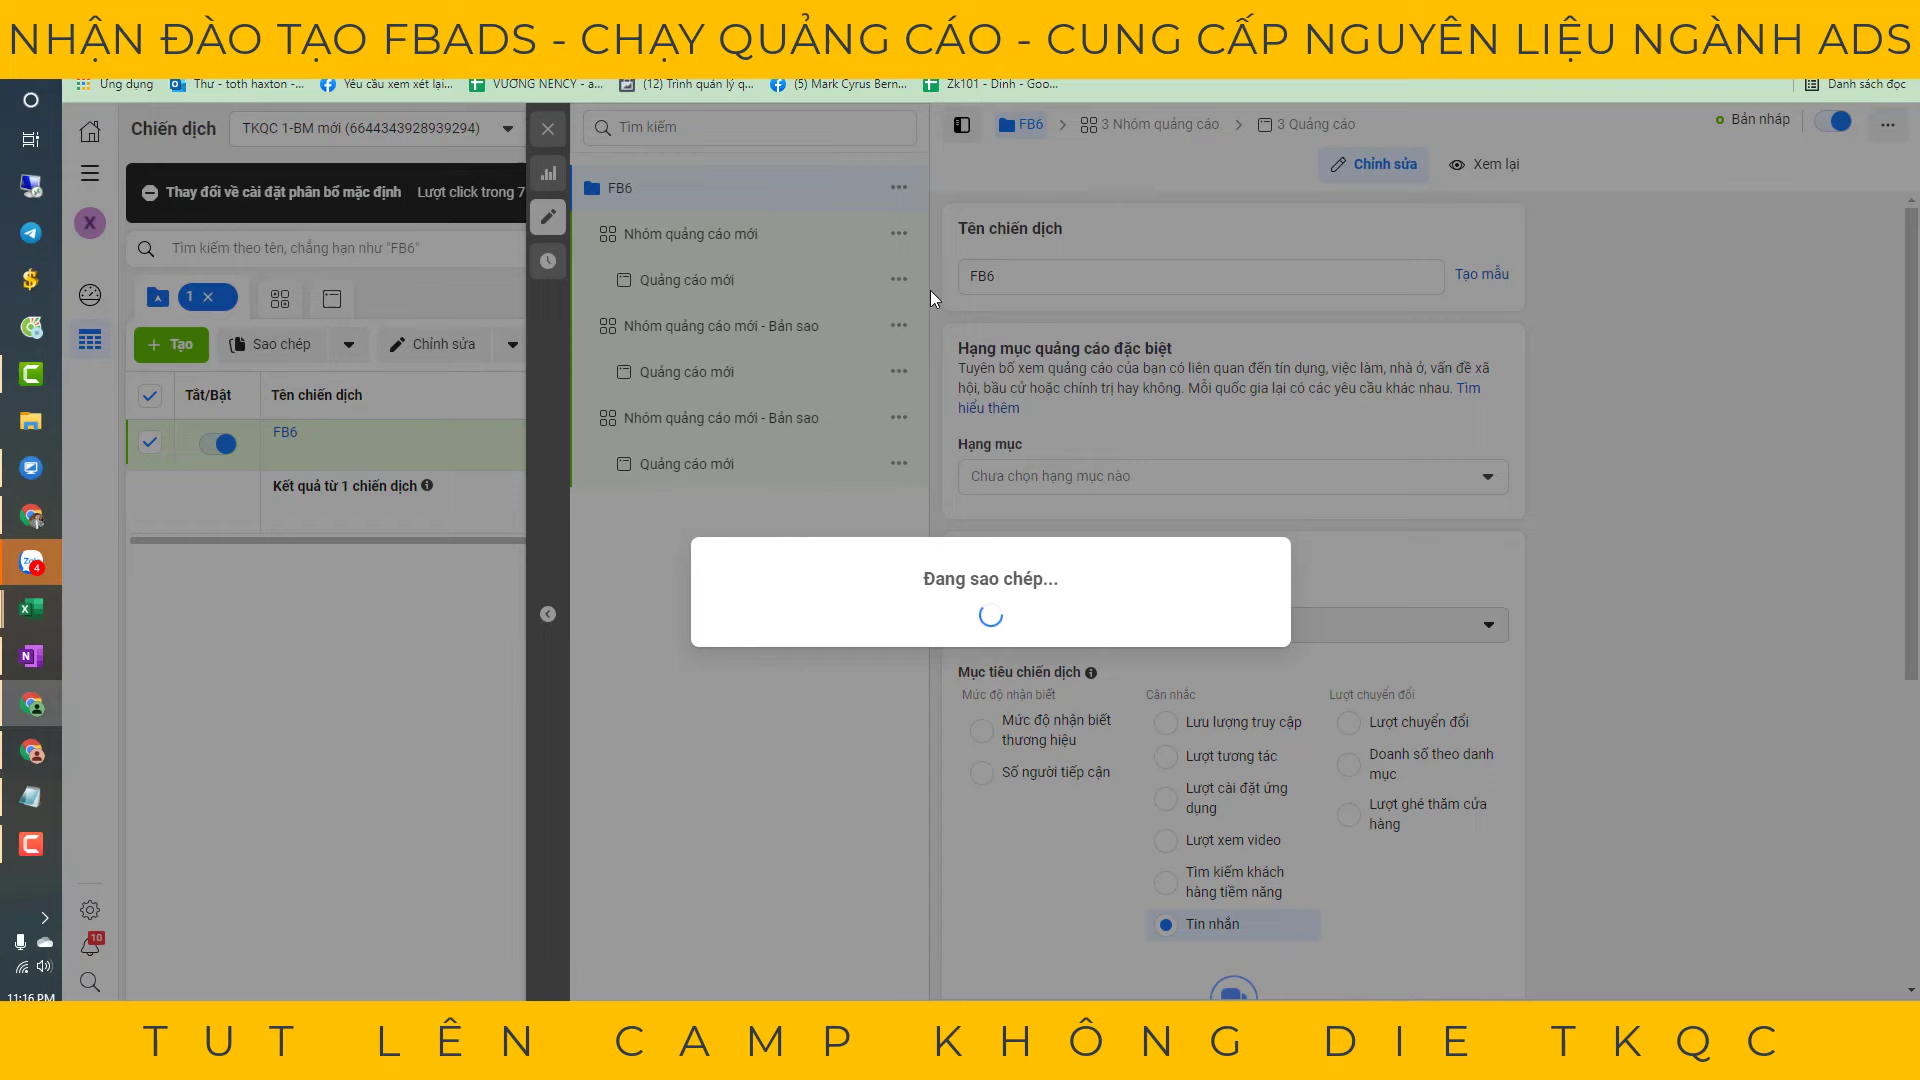 NHẬN ĐÀO TẠO FBADS - CHẠY QUẢNG CÁO - CUNG CẤP NGUYÊN LIỆU NGÀNH ADS
Ứng dụng
Thư - toth haxton -...
Yêu cầu xem xét lại...
VƯƠNG NENCY - a...
(12) Trình quản lý q...
(5) Mark Cyrus Bern...
Zk101 - Dinh - Goo...
Danh sách đọc
Chiến dịch
TKQC 1-BM mới (6644343928939294)
Thay đổi về cài đặt phân bổ mặc định
Lượt click trong 7
X
Tìm kiếm theo tên, chẳng hạn như "FB6"
1
Tạo
Sao chép
Chỉnh sửa
Tắt/Bật
Tên chiến dịch
FB6
Kết quả từ 1 chiến dịch
4
10
11:16 PM
Tìm kiếm
FB6
Nhóm quảng cáo mới
Quảng cáo mới
Nhóm quảng cáo mới - Bản sao
Quảng cáo mới
Nhóm quảng cáo mới - Bản sao
Quảng cáo mới
FB6
3 Nhóm quảng cáo
3 Quảng cáo
Bản nháp
Chỉnh sửa
Xem lại
Tên chiến dịch
FB6
Tạo mẫu
Hạng mục quảng cáo đặc biệt
Tuyên bố xem quảng cáo của bạn có liên quan đến tín dụng, việc làm, nhà ở, vấn đề xã
hội, bầu cử hoặc chính trị hay không. Mỗi quốc gia lại có các yêu cầu khác nhau. Tìm
hiểu thêm
Hạng mục
Chưa chọn hạng mục nào
Đang sao chép...
Mục tiêu chiến dịch
Mức độ nhận biết
Cân nhắc
Lượt chuyển đổi
Mức độ nhận biết
thương hiệu
Số người tiếp cận
Lưu lượng truy cập
Lượt tương tác
Lượt cài đặt ứng
dụng
Lượt xem video
Tìm kiếm khách
hàng tiềm năng
Tin nhắn
Lượt chuyển đổi
Doanh số theo danh
mục
Lượt ghé thăm cửa
hàng
TUT LÊN CAMP KHÔNG DIE TKQC